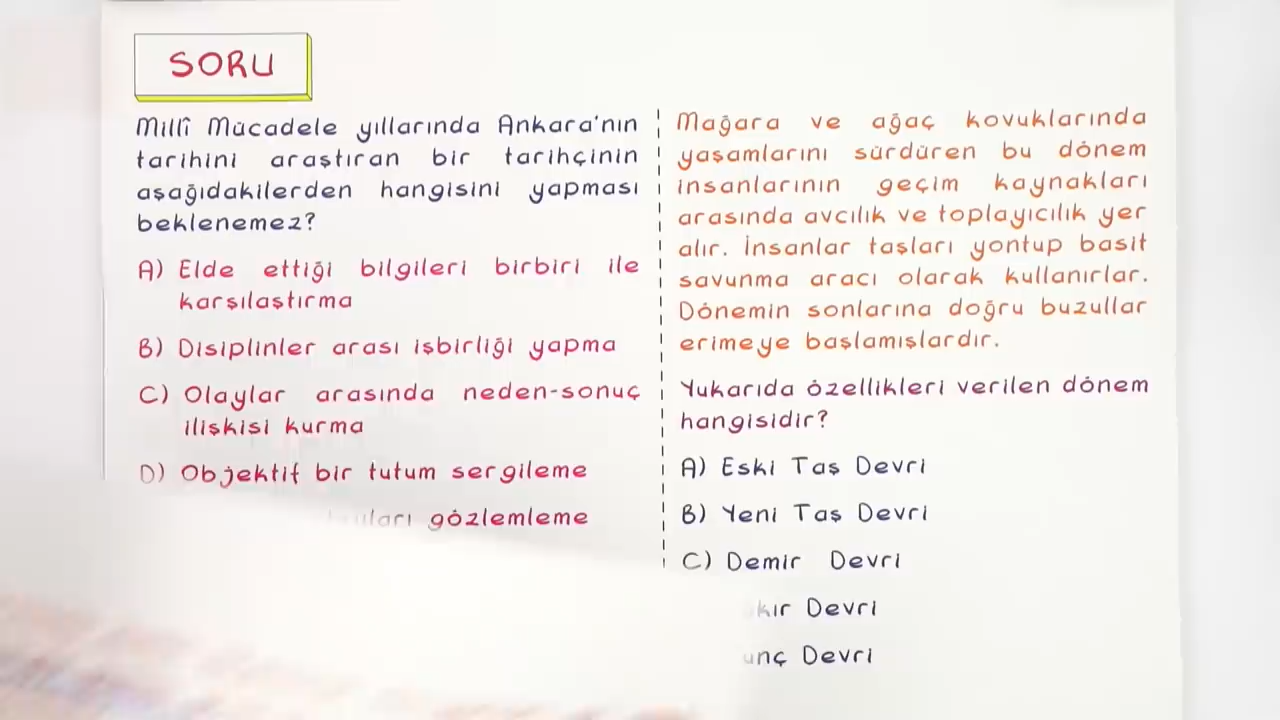 SORU
Millî Mücadele yıllarında Ankara'nın
tarihini araştıran bir tarihçinin
aşağıdakilerden hangisini yapması
beklenemez?
A) Elde ettiği bilgileri birbiri ile
karşılaştırma
B) Disiplinler arası işbirliği yapma
C) Olaylar arasında neden-sonuç
ilişkisi kurma
D) Objektif bir tutum sergileme
gözlemleme
Mağara ve ağaç kovuklarında
yaşamlarını sürdüren bu dönem
insanlarının geçim kaynakları
arasında avcılık ve toplayıcılık yer
alır. İnsanlar taşları yontup basit
savunma aracı olarak kullanırlar.
Dönemin sonlarına doğru buzullar
erimeye başlamışlardır.
Yukarıda özellikleri verilen dönem
hangisidir?
A) Eski Taş Devri
B) Yeni Taş Devri
C) Demir Devri
Devri
Devri